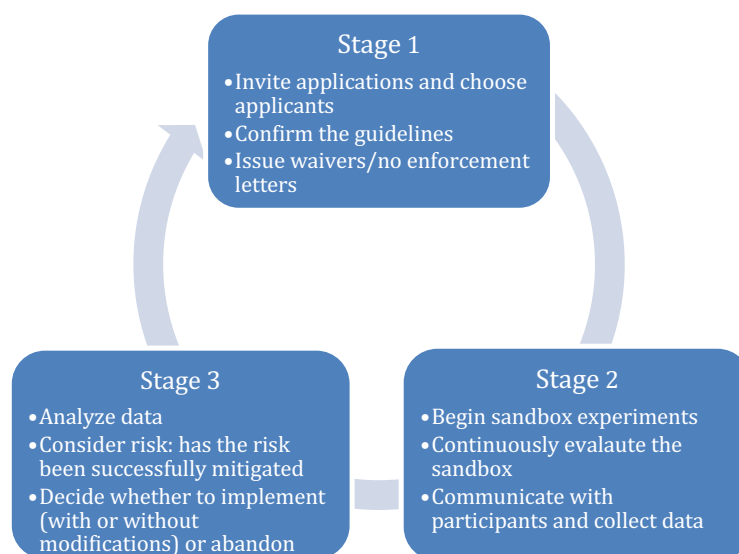 Stage 1
•Invite applications and choose
applicants
•Confirm the guidelines
•Issue waivers/no enforcement
letters
Stage 3
•Analyze data
•Consider risk: has the risk
been successfully mitigated
•Decide whether to implement
(with or without
modifications) or abandon
Stage 2
•Begin sandbox experiments
•Continuously evalaute the
sandbox
•Communicate with
participants and collect data